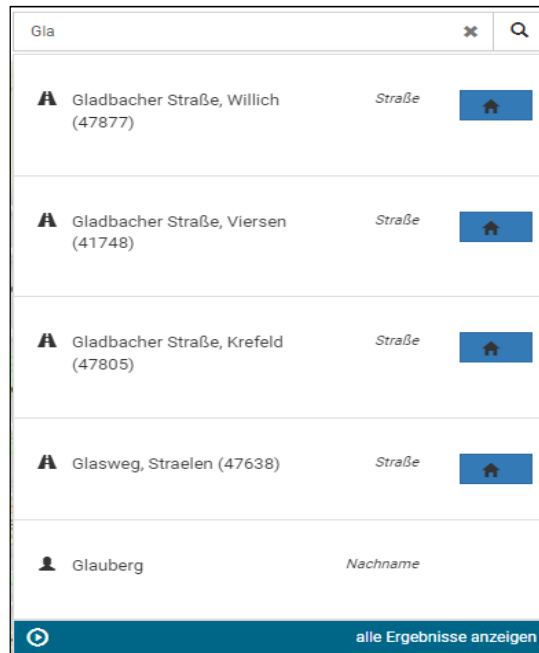 Gla
Gladbacher Straße, Willich Straße
(47877)
Gladbacher Straße, Viersen Straße
(41748)
Gladbacher Straße, Krefeld Straße
(47805)
Glasweg, Straelen (47638) Straße
Glauberg Nachname
alle Ergebnisse anzeigen